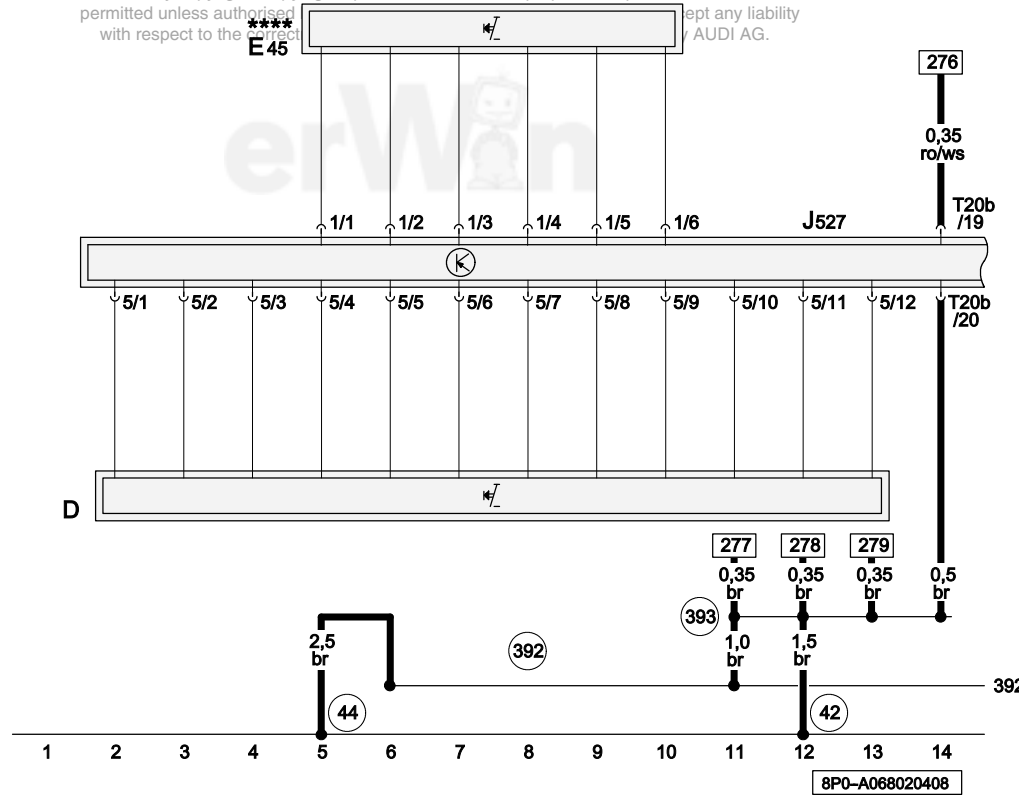 permitted unless authorised cept any liability
with respect to the correct AUDI AG.
****
E45
erWin
276
0,35
ro/ws
1/1 1/2 1/3 1/4 1/5 1/6 J527 T20b
/19
5/1 5/2 5/3 5/4 5/5 5/6 5/7 5/8 5/9 5/10 5/11 5/12 T20b
/20
D
277 278 279
0,35 0,35 0,35 0,5
br br br br
393
2,5 392 1,0 1,5
br br br
392
44 42
1 2 3 4 5 6 7 8 9 10 11 12 13 14
8P0–A068020408